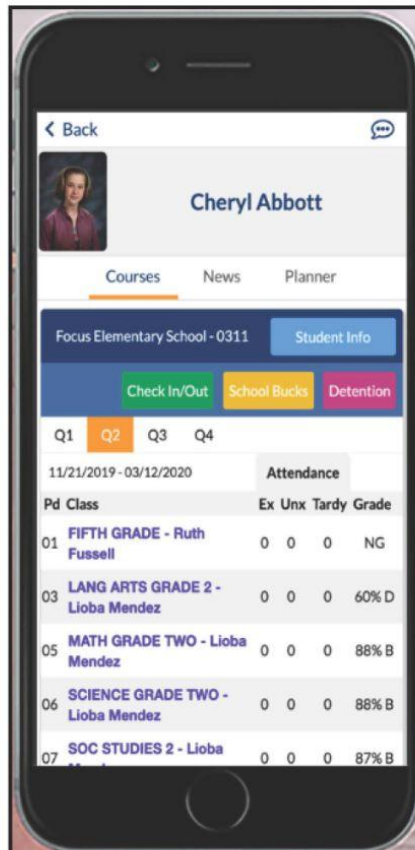 Back
Cheryl Abbott
Courses News Planner
Focus Elementary School - 0311 Student Info
Check In/Out School Bucks Detention
Q1 Q2 Q3 Q4
11/21/2019 - 03/12/2020 Attendance
Pd Class Ex Unx Tardy Grade
01 FIFTH GRADE - Ruth
Fussell 0 0 0 NG
03 LANG ARTS GRADE 2 -
Lioba Mendez 0 0 0 60% D
05 MATH GRADE TWO - Lioba
Mendez 0 0 0 88% B
06 SCIENCE GRADE TWO -
Lioba Mendez 0 0 0 88% B
07 SOC STUDIES 2 - Lioba
0 0 0 87% B